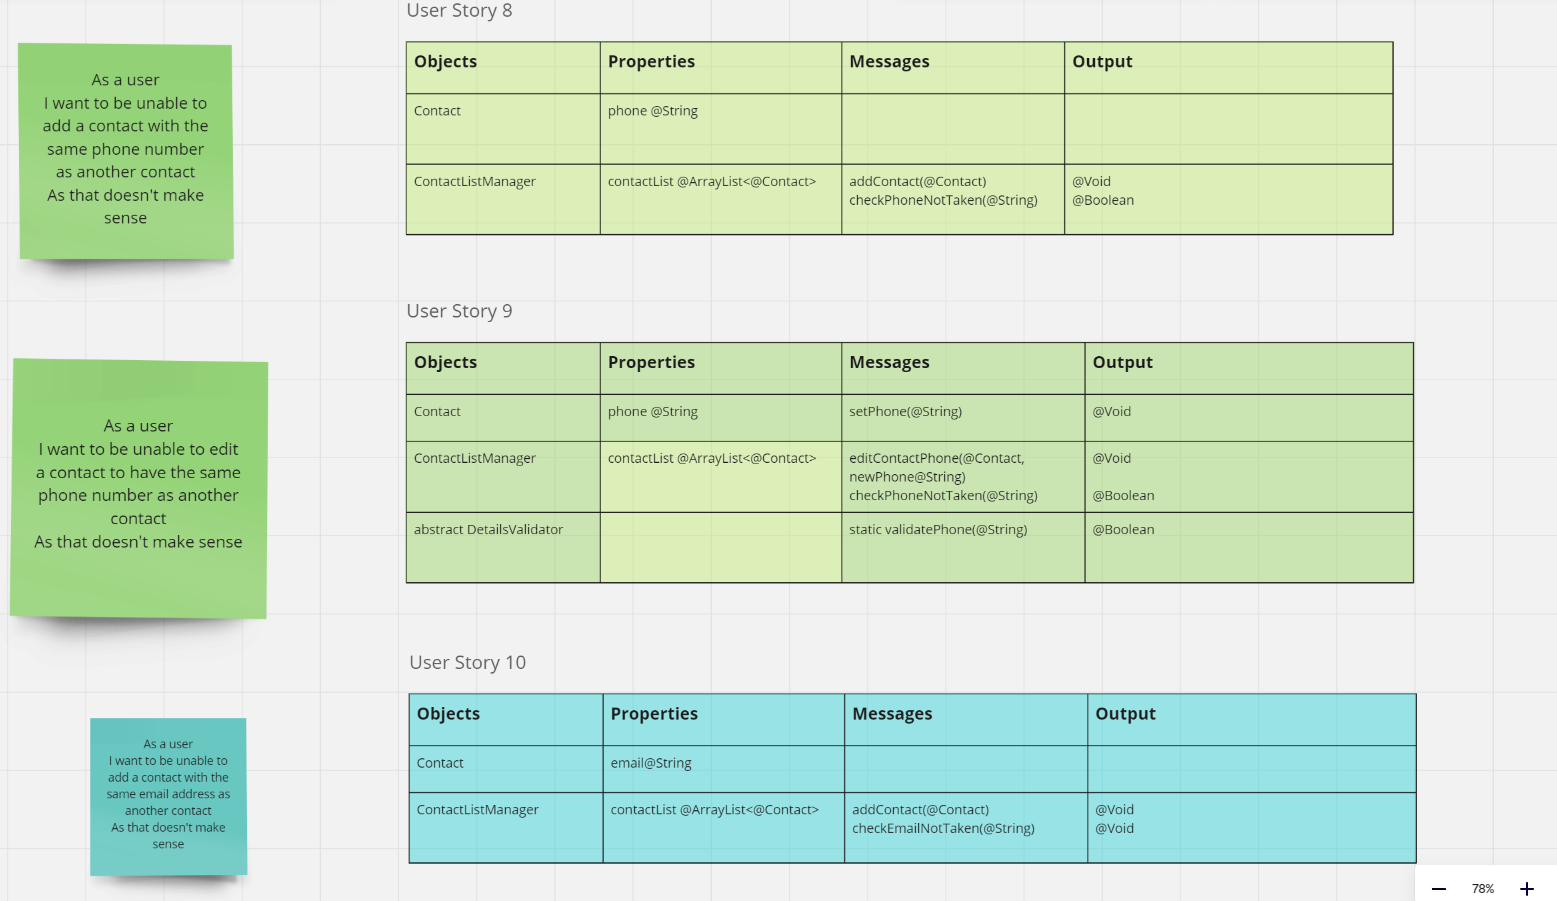 User Story 8
As a user
I want to be unable to
add a contact with the
same phone number
as another contact
As that doesn't make
sense
Objects Properties Messages Output
Contact phone @String
ContactListManager contactList @ArrayList<@Contact> addContact(@Contact) @Void
checkPhoneNotTaken(@String) @Boolean
User Story 9
As a user
I want to be unable to edit
a contact to have the same
phone number as another
contact
As that doesn't make sense
Objects Properties Messages Output
Contact phone @String setPhone(@String) @Void
ContactListManager contactList @ArrayList<@Contact> editContactPhone(@Contact, @Void
newPhone@String)
checkPhoneNotTaken(@String) @Boolean
abstract DetailsValidator static validatePhone(@String) @Boolean
User Story 10
As a user
I want to be unable to
add a contact with the
same email address as
another contact
As that doesn't make
sense
Objects Properties Messages Output
Contact email@String
ContactListManager contactList @ArrayList<@Contact> addContact(@Contact) @Void
checkEmailNotTaken(@String) @Void
78%